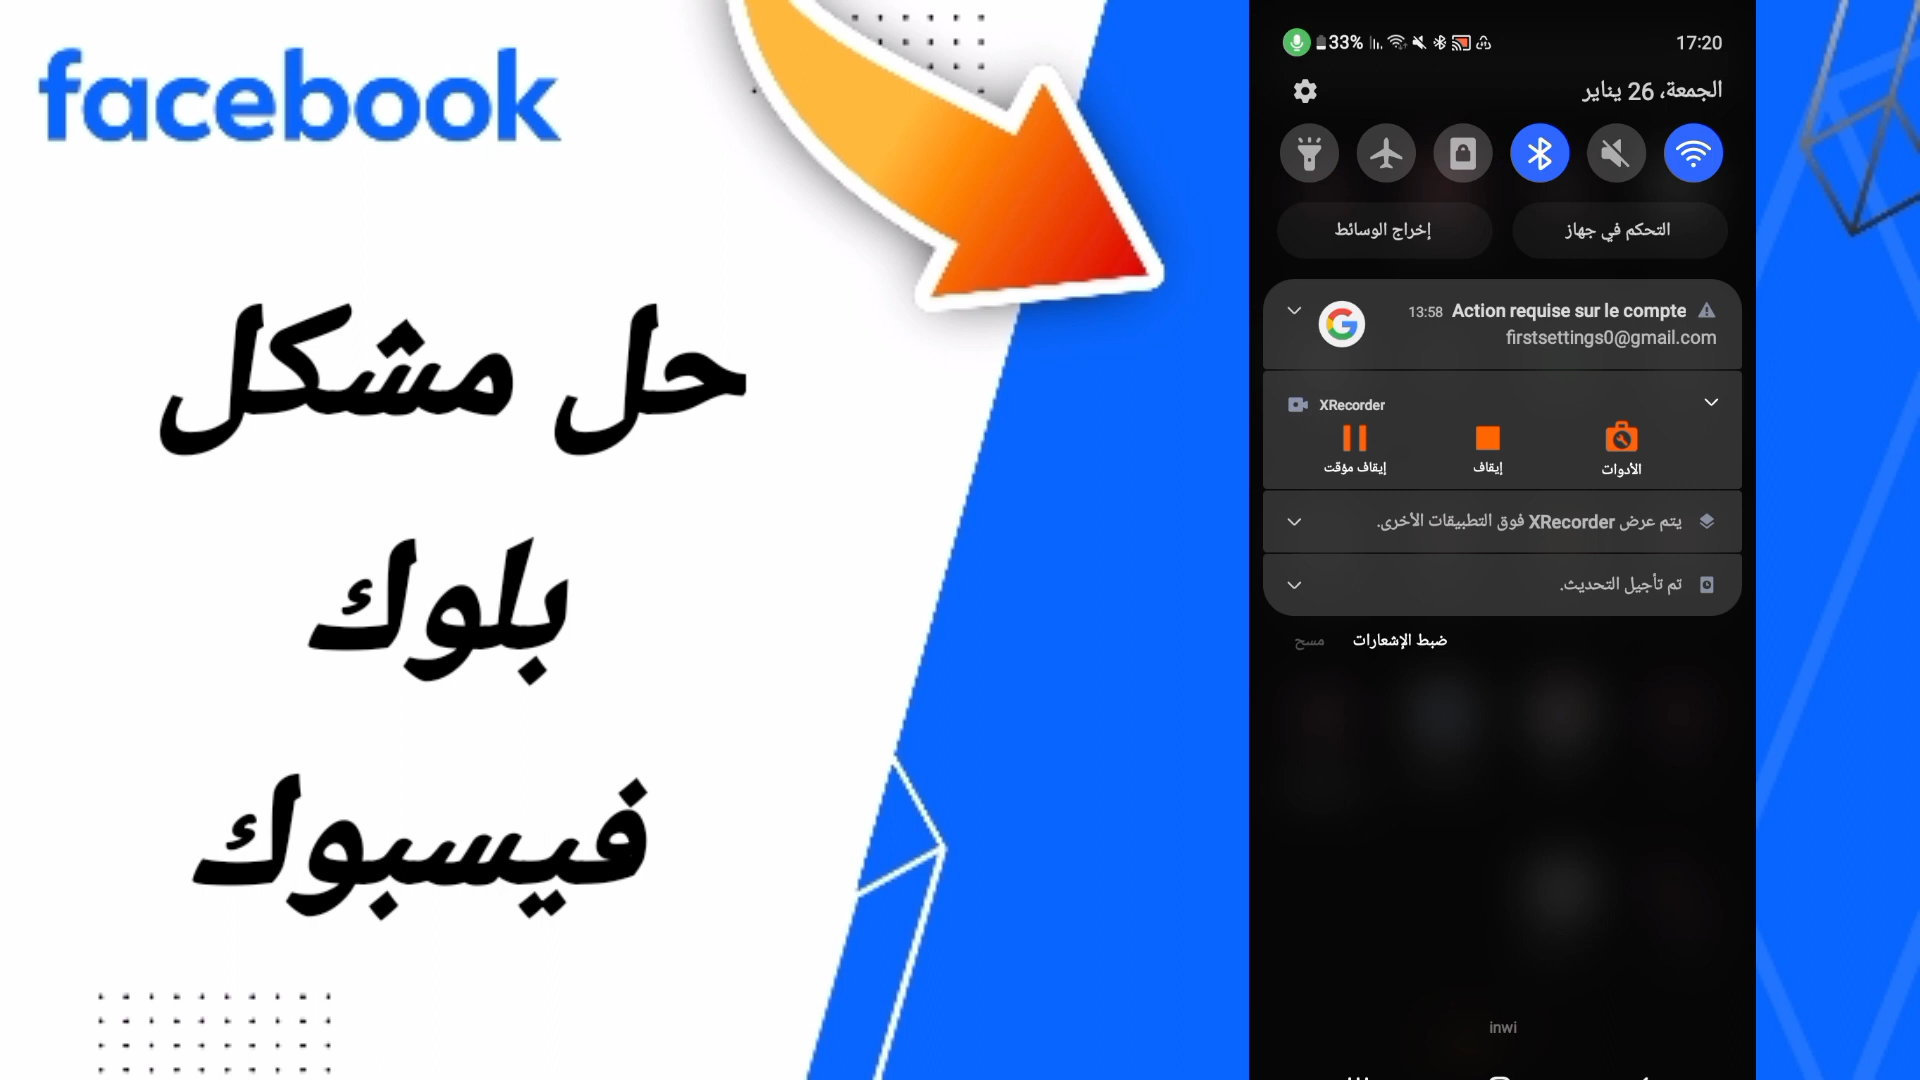 facebook
حل مشكل
بلوك
فيسبوك
33%
17:20
الجمعة، 26 يناير
إخراج الوسائط
التحكم في جهاز
13:58 Action requise sur le compte
firstsettings0@gmail.com
XRecorder
إيقاف مؤقت
إيقاف
الأدوات
يتم عرض XRecorder فوق التطبيقات الأخرى.
تم تأجيل التحديث.
ضبط الإشعارات
مسح
inwi